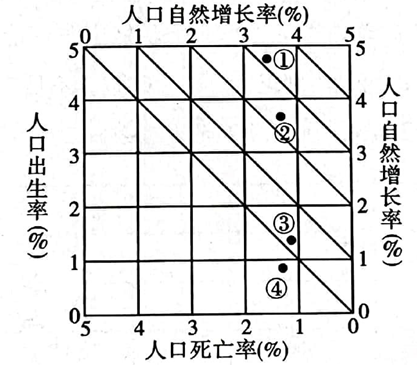 人口自然增长率(%)
0 1 2 3 4 5
5 5
4 4
3 3
2 2
1 1
0 0
5 4 3 2 1 0
人口死亡率(%)
人口出生率(%)
人口自然增长率(%)
①
②
③
④